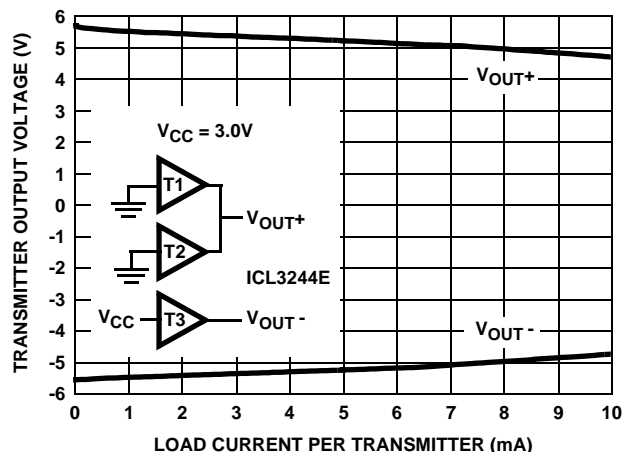 TRANSMITTER OUTPUT VOLTAGE (V)
6
5
4
3
2
1
0
-1
-2
-3
-4
-5
-6
VOUT+
VCC = 3.0V
T1
VOUT+
T2
ICL3244E
VCC
T3
VOUT -
VOUT -
0 1 2 3 4 5 6 7 8 9 10
LOAD CURRENT PER TRANSMITTER (mA)